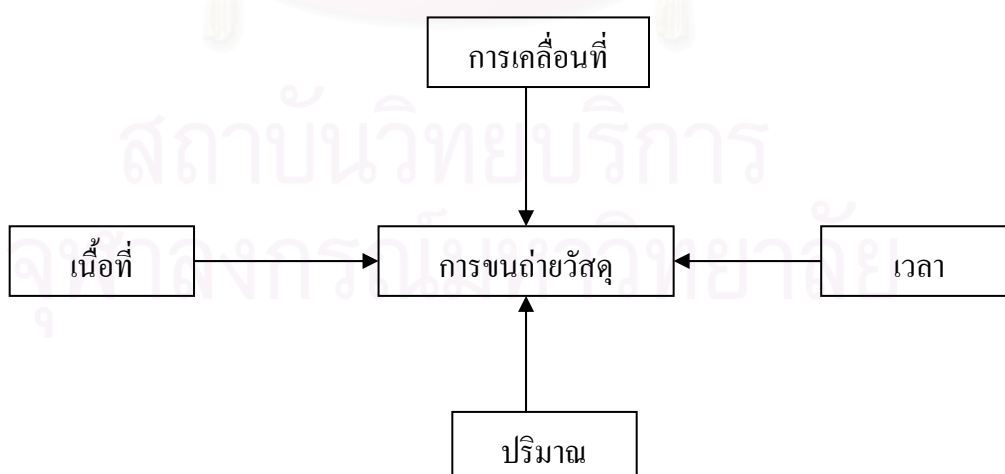 การเคลื่อนที่
สถาบันวิทยบริการ
เนื้อที่
การขนถ่ายวัสดุ
เวลา
จุฬาลงกรณ์มหาวิทยาลัย
ปริมาณ